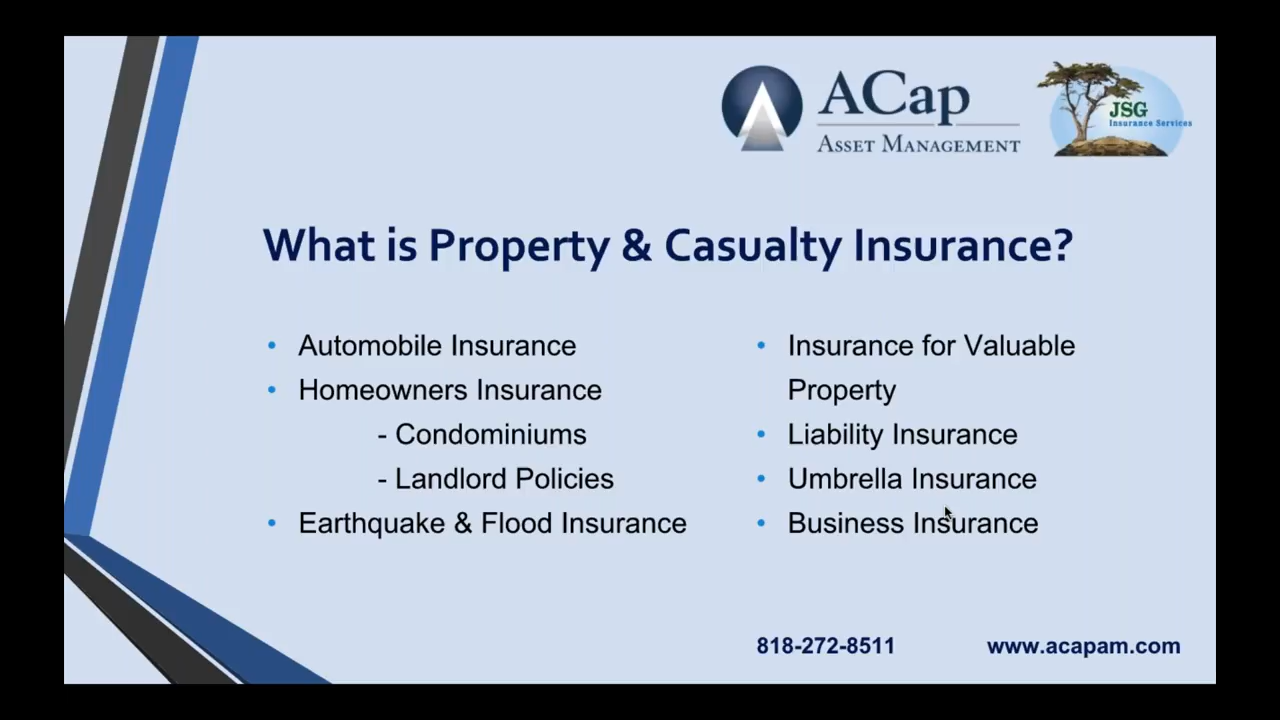 ACap
ASSET MANAGEMENT
JSG
Insurance Services
What is Property & Casualty Insurance?
• Automobile Insurance
• Homeowners Insurance
- Condominiums
- Landlord Policies
• Earthquake & Flood Insurance
• Insurance for Valuable
Property
• Liability Insurance
• Umbrella Insurance
• Business Insurance
818-272-8511
www.acapam.com